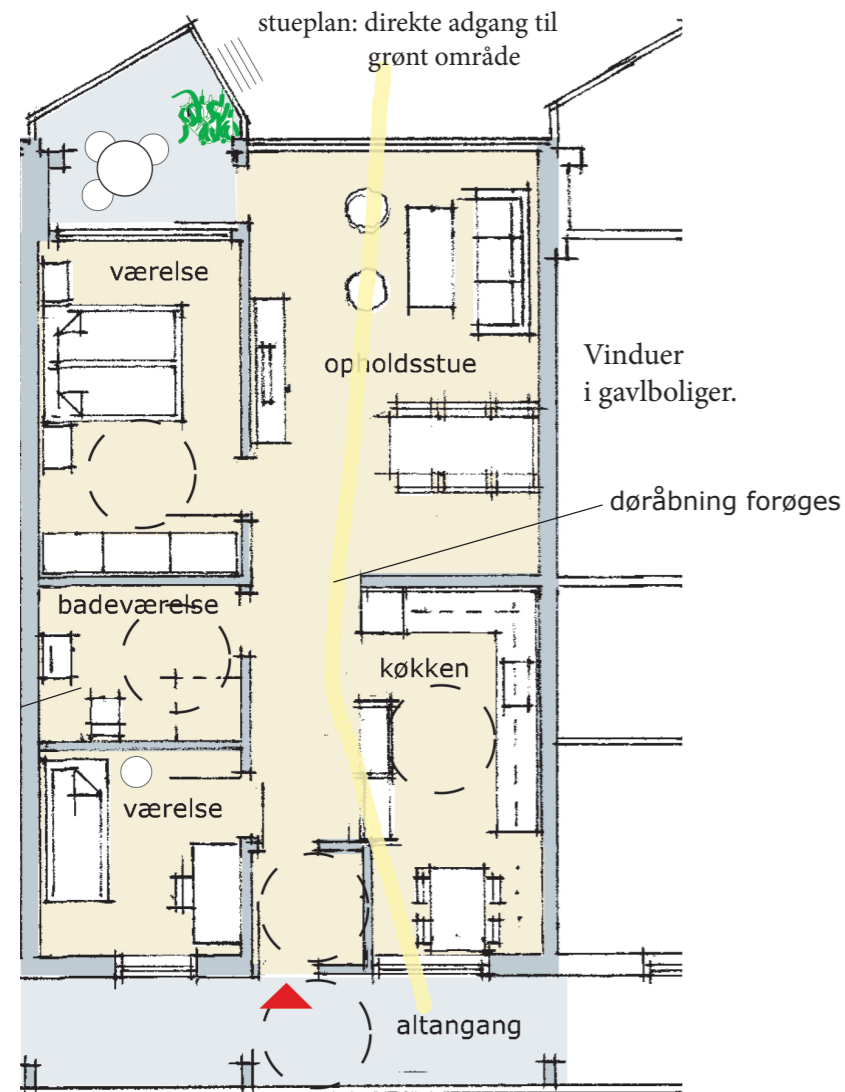 stueplan: direkte adgang til
grønt område
værelse
opholdsstue
Vinduer
i gavlboliger.
døråbning forøges
badeværelse
køkken
værelse
altangang